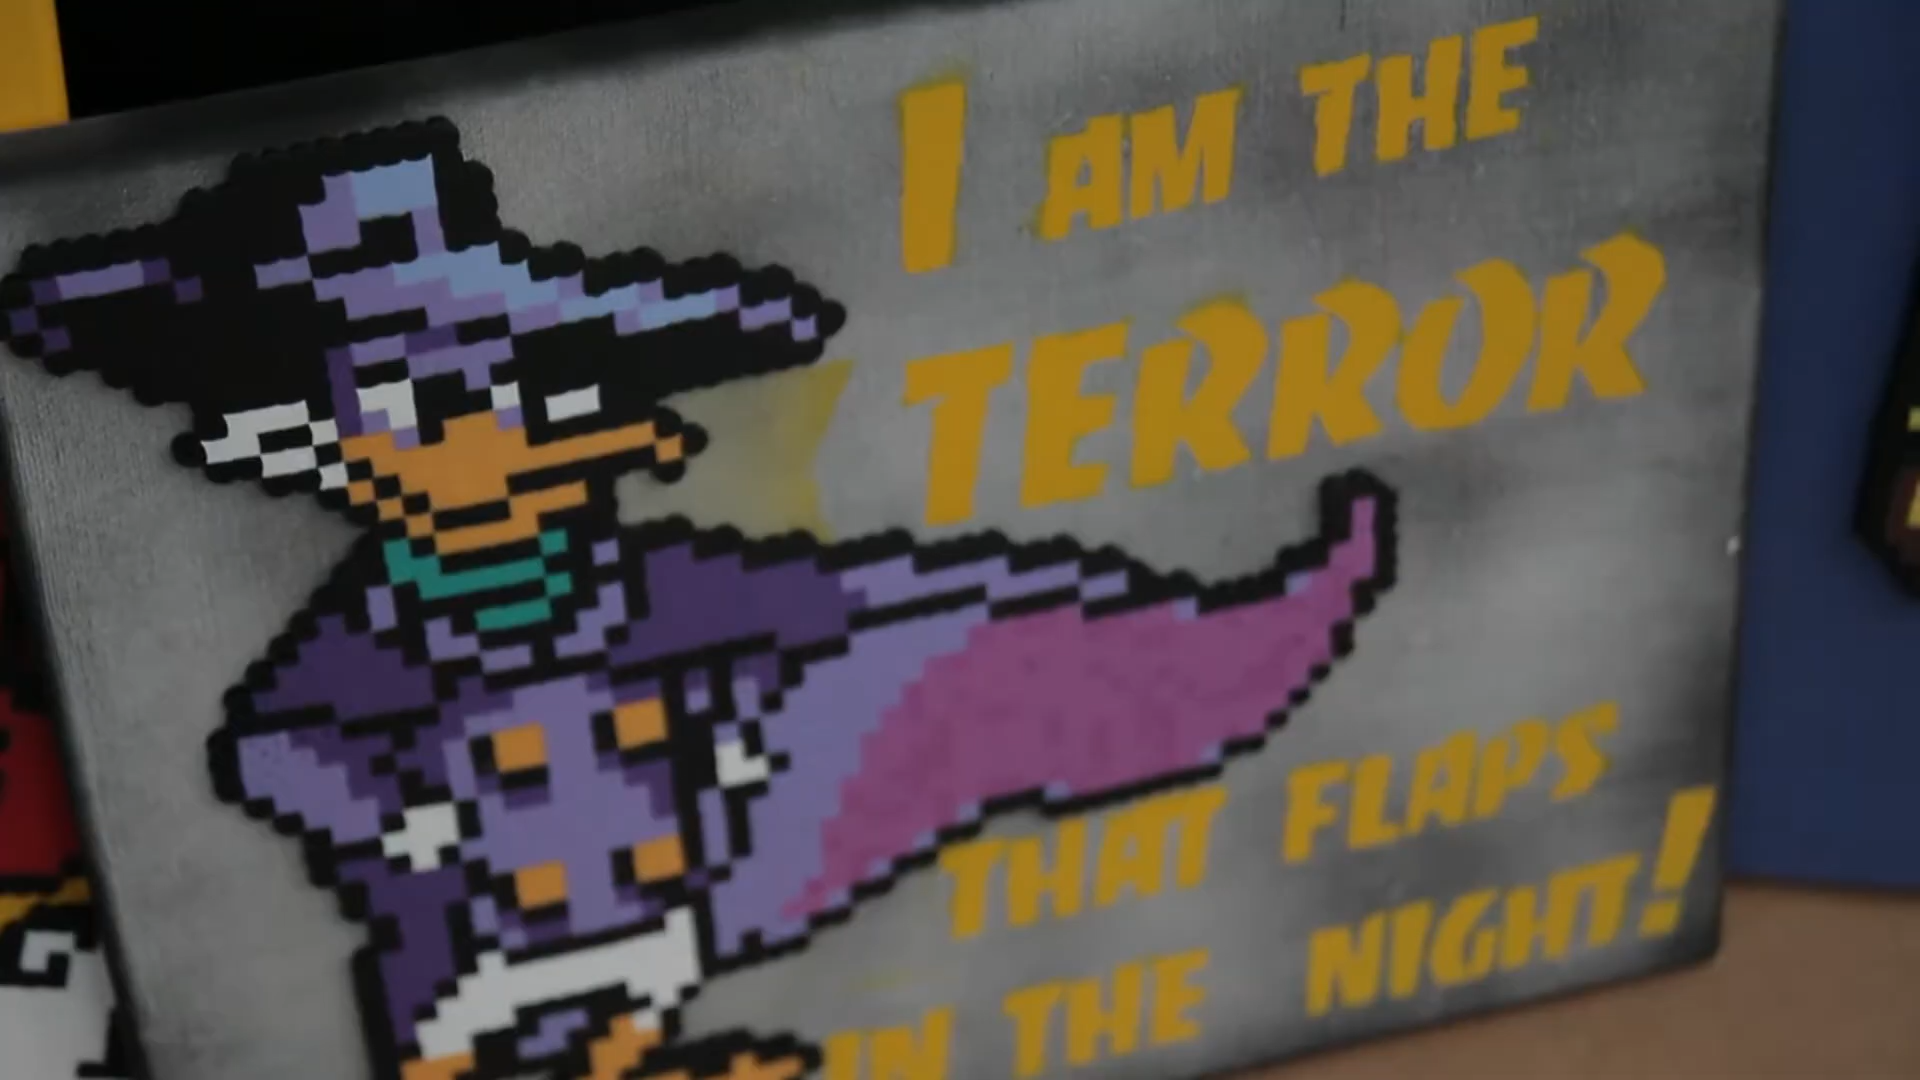 I AM THE
TERROR
THAT FLAPS
IN THE NIGHT!